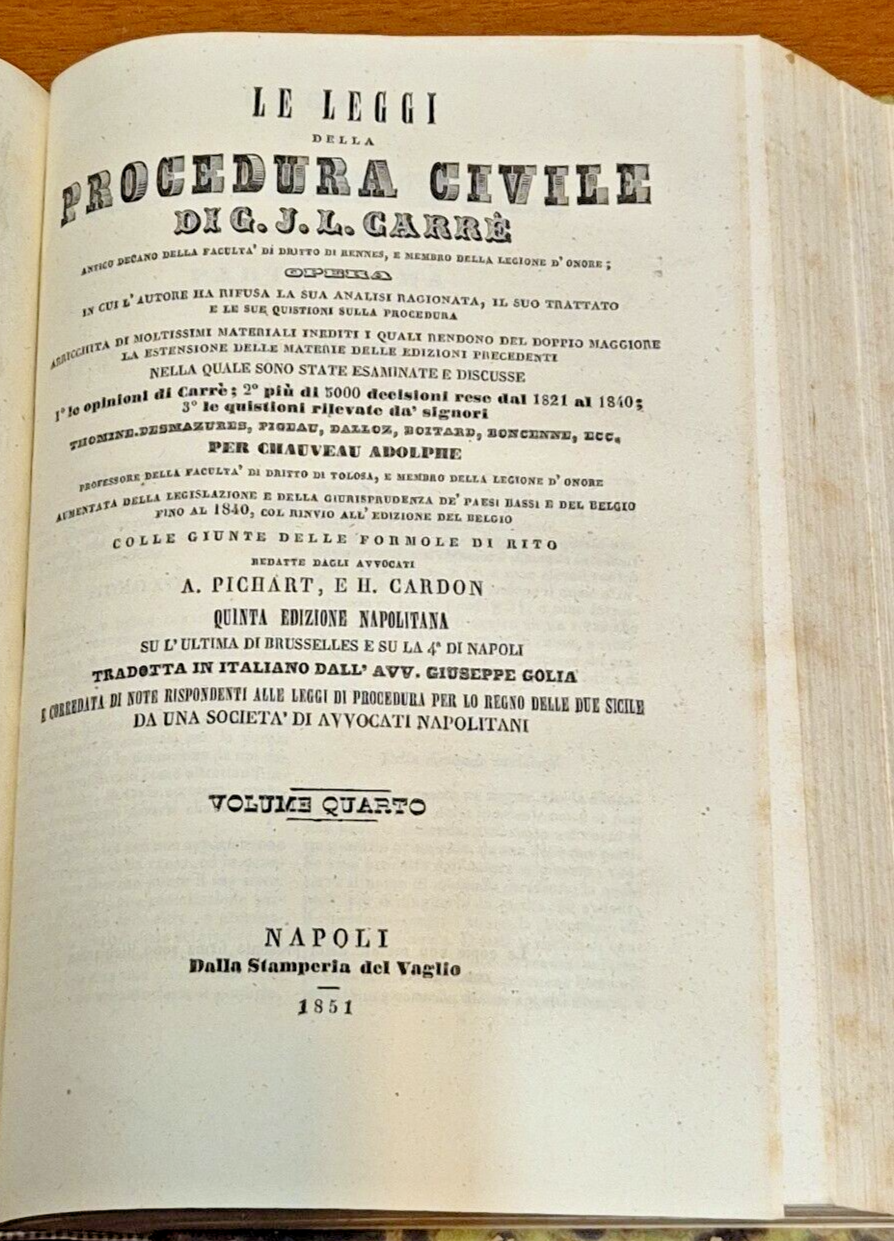 LE LEGGI
DELLA
PROCEDURA CIVILE
DI G. J. L. CARRÈ
ANTICO DECANO DELLA FACULTA' DI DRITTO DI RENNES, E MEMBRO DELLA LEGIONE D' ONORE;
OPERA
IN CUI L'AUTORE HA RIFUSA LA SUA ANALISI RAGIONATA, IL SUO TRATTATO
E LE SUE QUISTIONI SULLA PROCEDURA
ARRICCHITA DI MOLTISSIMI MATERIALI INEDITI I QUALI RENDONO DEL DOPPIO MAGGIORE
LA ESTENSIONE DELLE MATERIE DELLE EDIZIONI PRECEDENTI
NELLA QUALE SONO STATE ESAMINATE E DISCUSSE
1° le opinioni di Carrè; 2° più di 5000 decisioni rese dal 1821 al 1840;
3° le quistioni rilevate da' signori
THOMINE-DESMAZURES, PIGEAU, DALLOZ, BOITARD, BONCENNE, ECC.
PER CHAUVEAU ADOLPHE
PROFESSORE DELLA FACULTA' DI DRITTO DI TOLOSA, E MEMBRO DELLA LEGIONE D' ONORE
AUMENTATA DELLA LEGISLAZIONE E DELLA GIURISPRUDENZA DE' PAESI BASSI E DEL BELGIO
FINO AL 1840, COL RINVIO ALL' EDIZIONE DEL BELGIO
COLLE GIUNTE DELLE FORMOLE DI RITO
REDATTE DAGLI AVVOCATI
A. PICHART, E H. CARDON
QUINTA EDIZIONE NAPOLITANA
SU L' ULTIMA DI BRUSSELLES E SU LA 4ª DI NAPOLI
TRADOTTA IN ITALIANO DALL' AVV. GIUSEPPE GOLIA
E CORREDATA DI NOTE RISPONDENTI ALLE LEGGI DI PROCEDURA PER LO REGNO DELLE DUE SICILE
DA UNA SOCIETA' DI AVVOCATI NAPOLITANI
VOLUME QUARTO
NAPOLI
Dalla Stamperia del Vaglio
1851